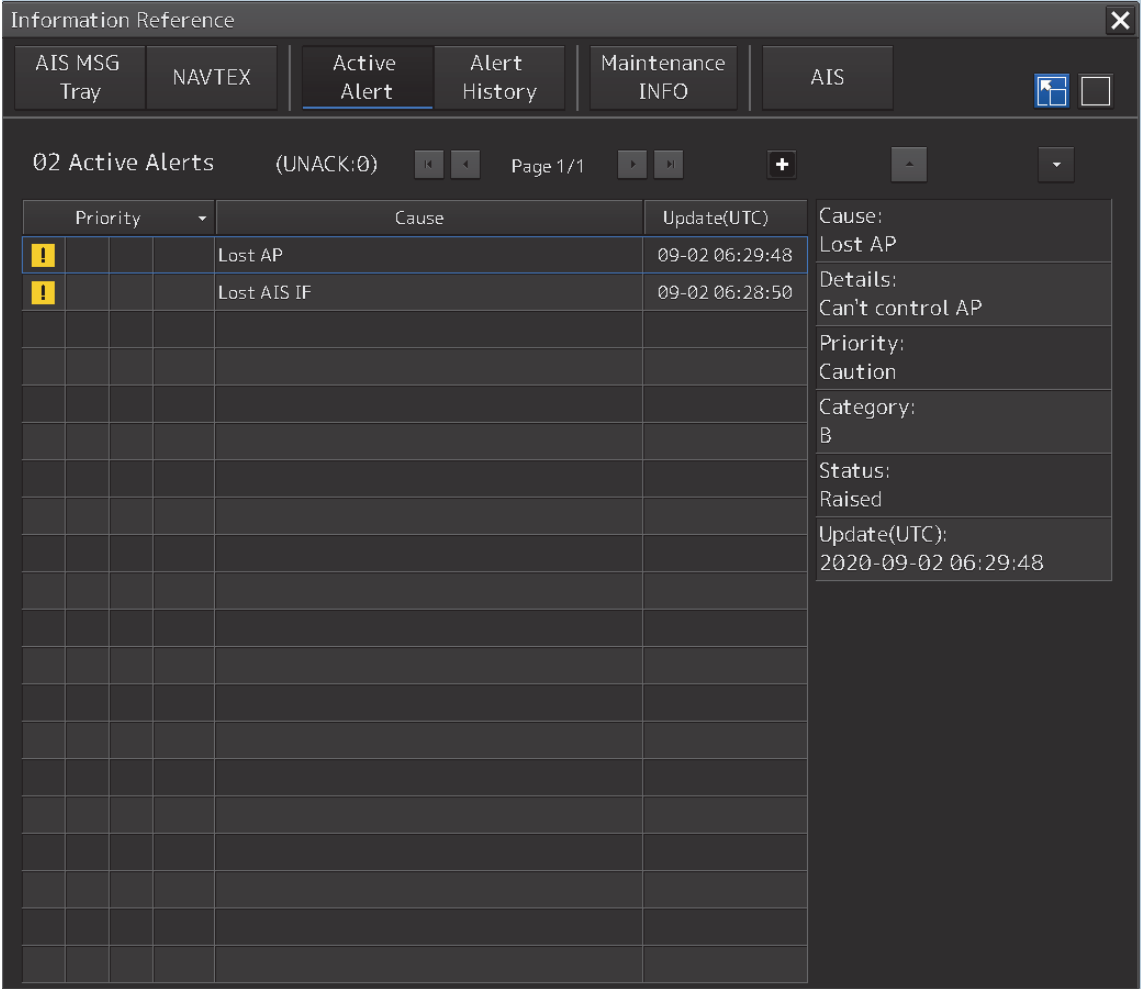 Information Reference
AIS MSG Tray
NAVTEX
Active Alert
Alert History
Maintenance INFO
AIS
02 Active Alerts (UNACK:0) Page 1/1
Priority Cause Update(UTC)
! Lost AP 09-02 06:29:48
! Lost AIS IF 09-02 06:28:50
Cause:
Lost AP
Details:
Can't control AP
Priority:
Caution
Category:
B
Status:
Raised
Update(UTC):
2020-09-02 06:29:48